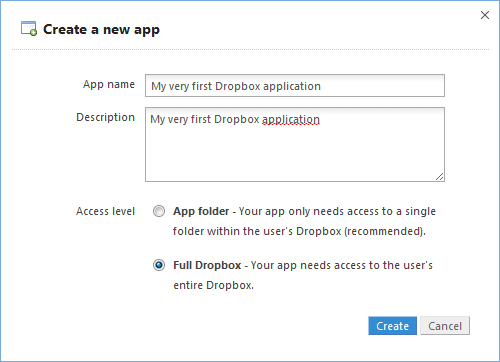 Create a new app
App name My very first Dropbox application
Description My very first Dropbox application
Access level App folder - Your app only needs access to a single
folder within the user's Dropbox (recommended).
Full Dropbox - Your app needs access to the user's
entire Dropbox.
Create Cancel